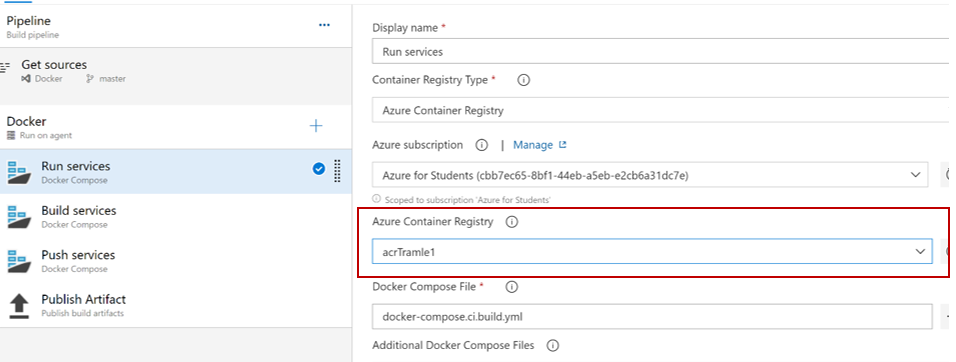 Pipeline
Build pipeline
Get sources
Docker master
Docker
Run on agent
Run services
Docker Compose
Build services
Docker Compose
Push services
Docker Compose
Publish Artifact
Publish build artifacts
Display name *
Run services
Container Registry Type *
Azure Container Registry
Azure subscription | Manage
Azure for Students (cbb7ec65-8bf1-44eb-a5eb-e2cb6a31dc7e)
Scoped to subscription 'Azure for Students'
Azure Container Registry
acrTramle1
Docker Compose File *
docker-compose.ci.build.yml
Additional Docker Compose Files